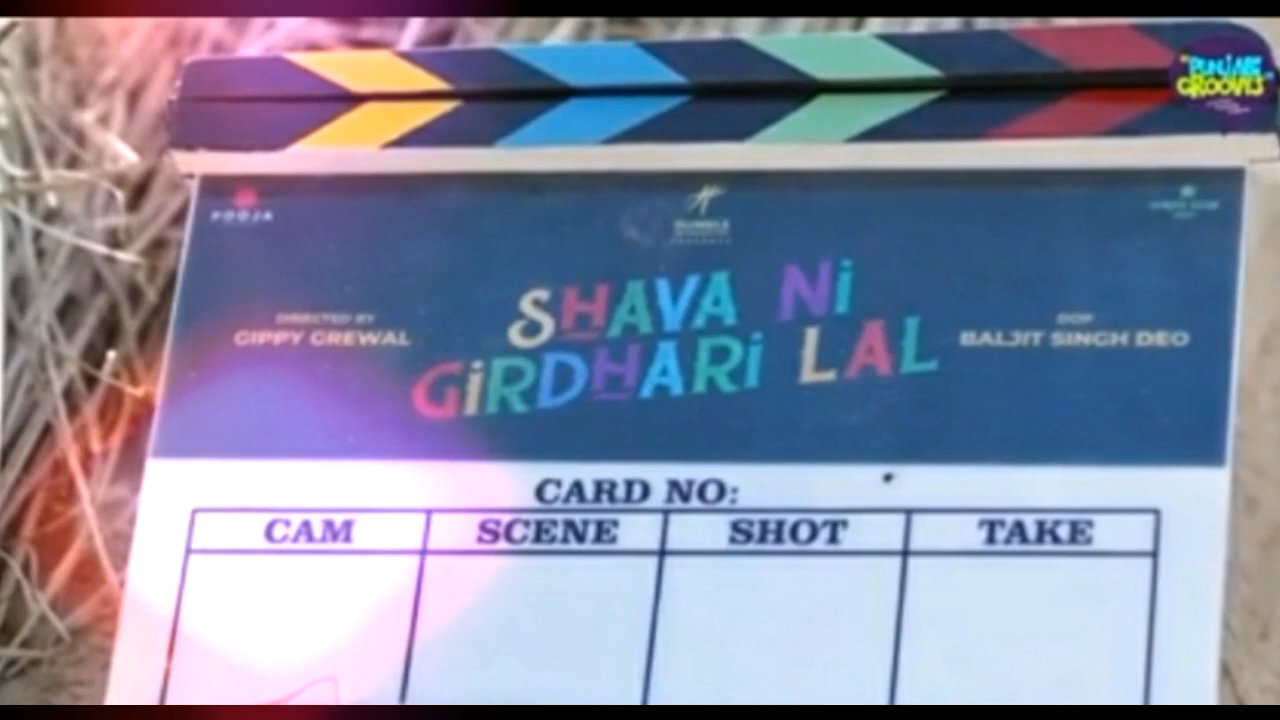 PUNJABI
GROOVES
POOJA
HUMBLE
PRESENTS
SHAVA Ni
GiRDHARi LAL
DIRECTED BY
GIPPY GREWAL
DOP
BALJIT SINGH DEO
CARD NO:
CAM SCENE SHOT TAKE